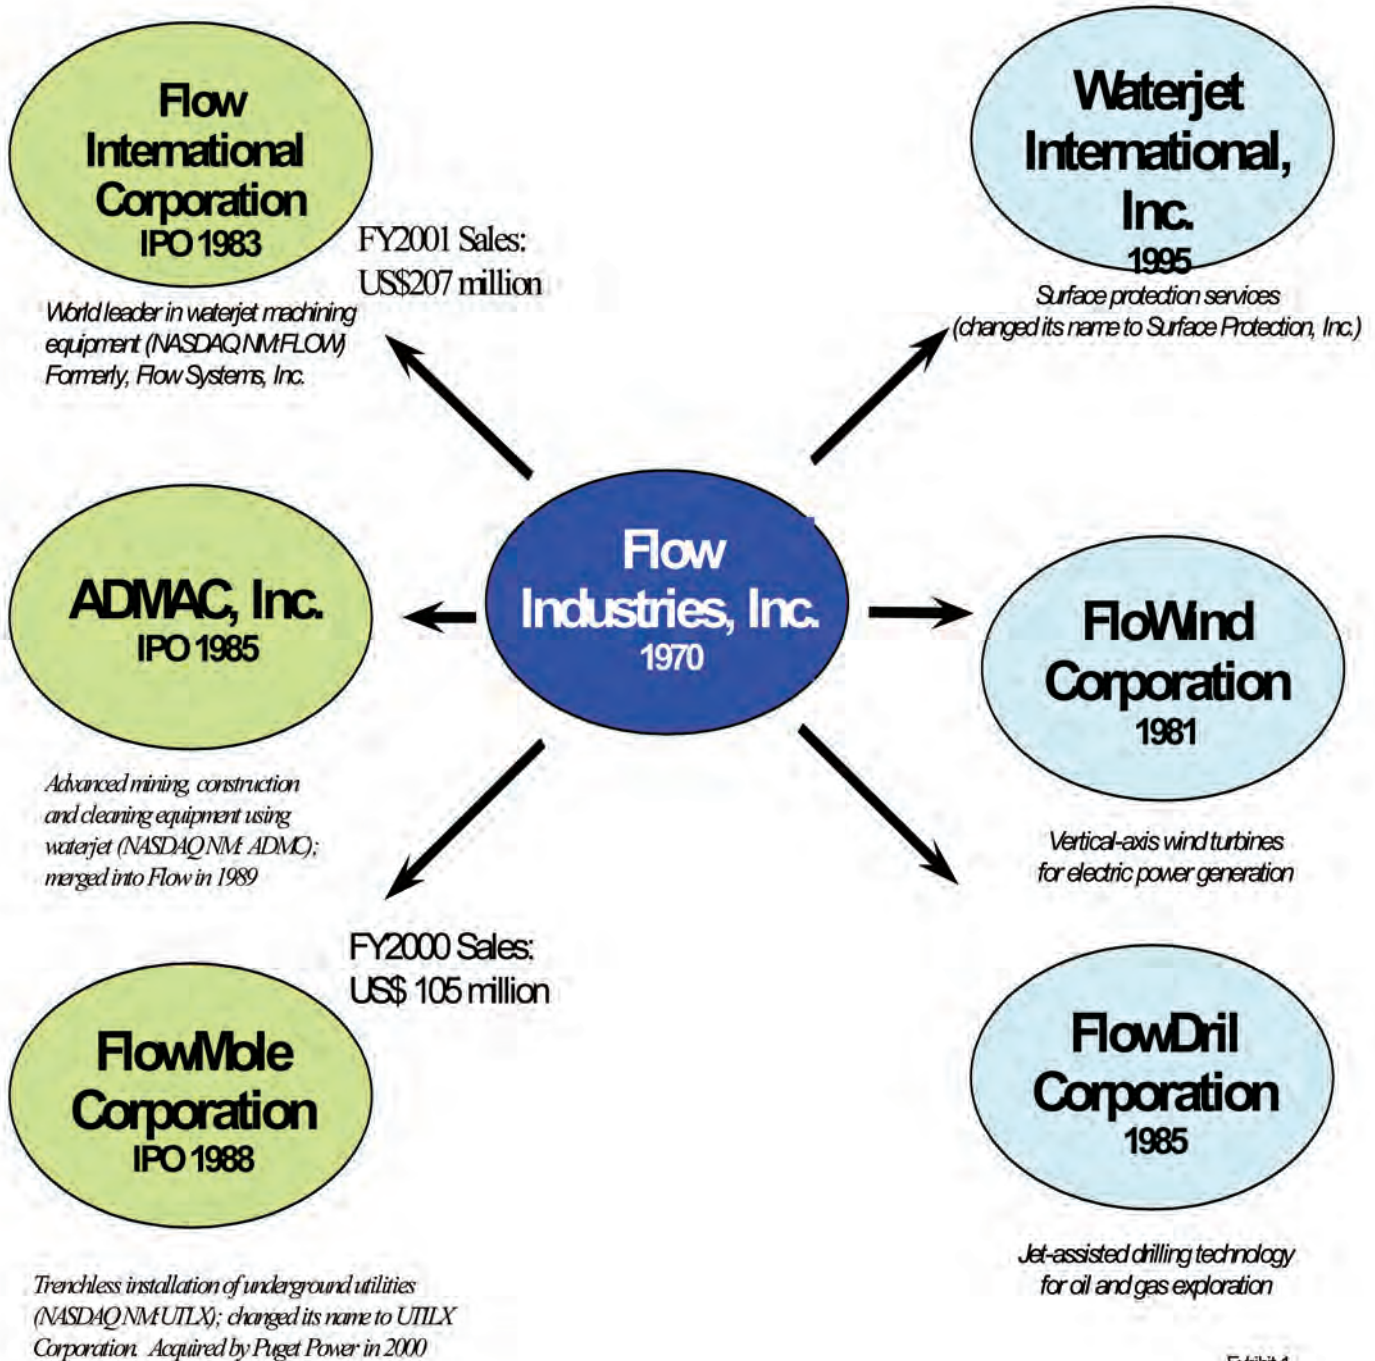 Flow
International
Corporation
IPO 1983
FY2001 Sales:
US$207 million
World leader in waterjet machining
equipment (NASDAQ NM:FLOW)
Formerly, Flow Systems, Inc.
Waterjet
International,
Inc.
1995
Surface protection services
(changed its name to Surface Protection, Inc.)
Flow
Industries, Inc.
1970
ADMAC, Inc.
IPO 1985
Advanced mining, construction
and cleaning equipment using
waterjet (NASDAQ NM: ADMC);
merged into Flow in 1989
FloWind
Corporation
1981
Vertical-axis wind turbines
for electric power generation
FY2000 Sales:
US$ 105 million
FlowMole
Corporation
IPO 1988
Trenchless installation of underground utilities
(NASDAQ NM:UTLX); changed its name to UTILX
Corporation. Acquired by Puget Power in 2000
FlowDril
Corporation
1985
Jet-assisted drilling technology
for oil and gas exploration
Exhibit 1